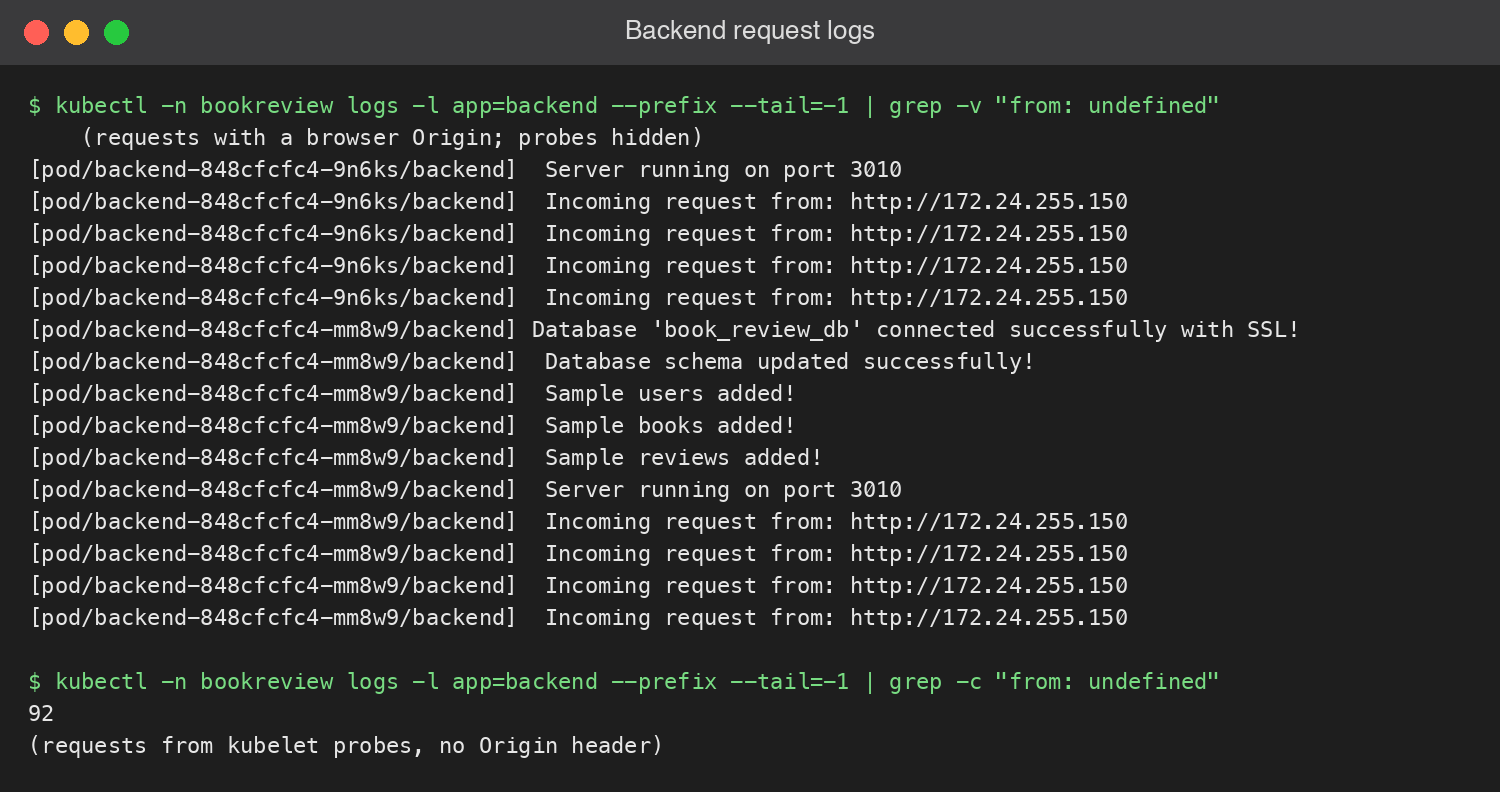 Backend request logs
$ kubectl -n bookreview logs -l app=backend --prefix --tail=-1 | grep -v "from: undefined"
(requests with a browser Origin; probes hidden)
[pod/backend-848cfcfc4-9n6ks/backend]  Server running on port 3010
[pod/backend-848cfcfc4-9n6ks/backend]  Incoming request from: http://172.24.255.150
[pod/backend-848cfcfc4-9n6ks/backend]  Incoming request from: http://172.24.255.150
[pod/backend-848cfcfc4-9n6ks/backend]  Incoming request from: http://172.24.255.150
[pod/backend-848cfcfc4-9n6ks/backend]  Incoming request from: http://172.24.255.150
[pod/backend-848cfcfc4-mm8w9/backend] Database 'book_review_db' connected successfully with SSL!
[pod/backend-848cfcfc4-mm8w9/backend]  Database schema updated successfully!
[pod/backend-848cfcfc4-mm8w9/backend]  Sample users added!
[pod/backend-848cfcfc4-mm8w9/backend]  Sample books added!
[pod/backend-848cfcfc4-mm8w9/backend]  Sample reviews added!
[pod/backend-848cfcfc4-mm8w9/backend]  Server running on port 3010
[pod/backend-848cfcfc4-mm8w9/backend]  Incoming request from: http://172.24.255.150
[pod/backend-848cfcfc4-mm8w9/backend]  Incoming request from: http://172.24.255.150
[pod/backend-848cfcfc4-mm8w9/backend]  Incoming request from: http://172.24.255.150
[pod/backend-848cfcfc4-mm8w9/backend]  Incoming request from: http://172.24.255.150
$ kubectl -n bookreview logs -l app=backend --prefix --tail=-1 | grep -c "from: undefined"
92
(requests from kubelet probes, no Origin header)